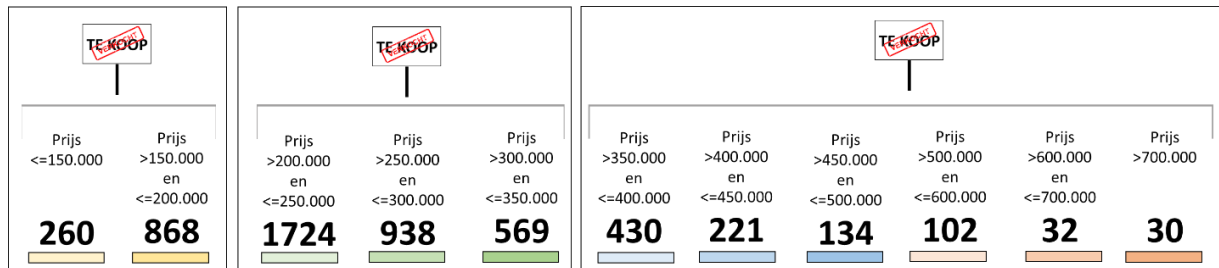 TE KOOP
VERKOCHT
Prijs
<=150.000
260
Prijs
>150.000
en
<=200.000
868
TE KOOP
VERKOCHT
Prijs
>200.000
en
<=250.000
1724
Prijs
>250.000
en
<=300.000
938
Prijs
>300.000
en
<=350.000
569
TE KOOP
VERKOCHT
Prijs
>350.000
en
<=400.000
430
Prijs
>400.000
en
<=450.000
221
Prijs
>450.000
en
<=500.000
134
Prijs
>500.000
en
<=600.000
102
Prijs
>600.000
en
<=700.000
32
Prijs
>700.000
30